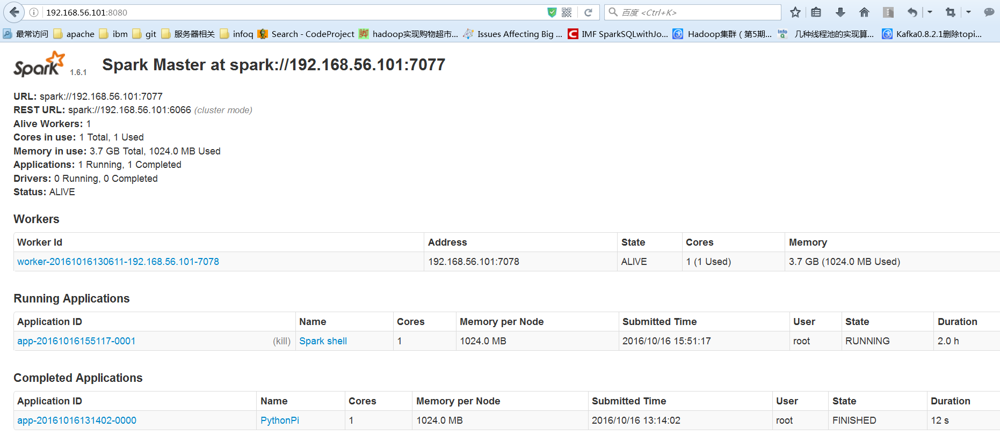 192.168.56.101:8080
百度 <Ctrl+K>
最常访问 apache ibm git 服务器相关 infoq Search - CodeProject hadoop实现购物超市... Issues Affecting Big ... IMF SparkSQLwithJo... Hadoop集群（第5期... 几种线程池的实现算... Kafka0.8.2.1删除topi...
Spark 1.6.1 Spark Master at spark://192.168.56.101:7077
URL: spark://192.168.56.101:7077
REST URL: spark://192.168.56.101:6066 (cluster mode)
Alive Workers: 1
Cores in use: 1 Total, 1 Used
Memory in use: 3.7 GB Total, 1024.0 MB Used
Applications: 1 Running, 1 Completed
Drivers: 0 Running, 0 Completed
Status: ALIVE
Workers
Worker Id Address State Cores Memory
worker-20161016130611-192.168.56.101-7078 192.168.56.101:7078 ALIVE 1 (1 Used) 3.7 GB (1024.0 MB Used)
Running Applications
Application ID Name Cores Memory per Node Submitted Time User State Duration
app-20161016155117-0001 (kill) Spark shell 1 1024.0 MB 2016/10/16 15:51:17 root RUNNING 2.0 h
Completed Applications
Application ID Name Cores Memory per Node Submitted Time User State Duration
app-20161016131402-0000 PythonPi 1 1024.0 MB 2016/10/16 13:14:02 root FINISHED 12 s